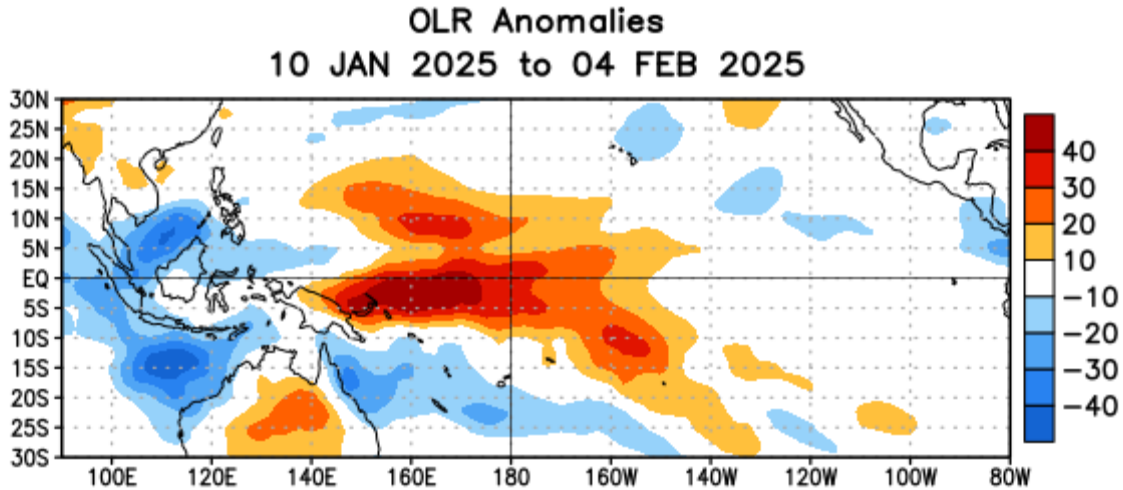 OLR Anomalies
10 JAN 2025 to 04 FEB 2025
30N
25N
20N
15N
10N
5N
EQ
5S
10S
15S
20S
25S
30S
100E 120E 140E 160E 180 160W 140W 120W 100W 80W
40
30
20
10
−10
−20
−30
−40